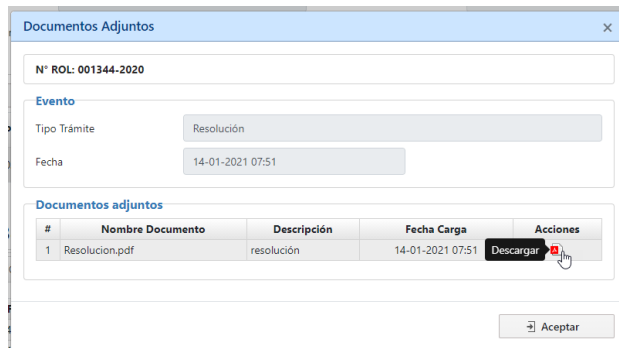 Documentos Adjuntos ×
N° ROL: 001344-2020
Evento
Tipo Trámite Resolución
Fecha 14-01-2021 07:51
Documentos adjuntos
# Nombre Documento Descripción Fecha Carga Acciones
1 Resolucion.pdf resolución 14-01-2021 07:51 Descargar
Aceptar